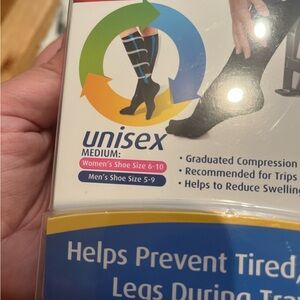 unisex
MEDIUM:
Women's Shoe Size 6-10
Men's Shoe Size 5-9
• Graduated Compression
• Recommended for Trips
• Helps to Reduce Swelling
Helps Prevent Tired
Legs During